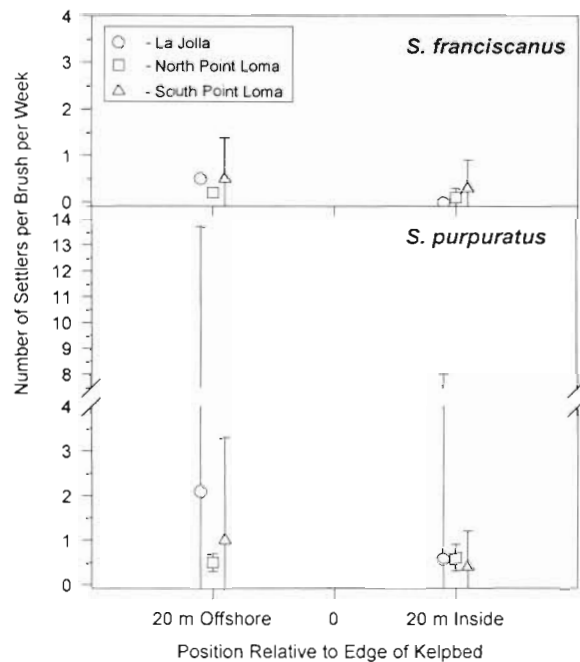 Number of Settlers per Brush per Week
4
3
2
1
0
- La Jolla
- North Point Loma
- South Point Loma
S. franciscanus
14
13
12
11
10
9
8
4
3
2
1
0
S. purpuratus
20 m Offshore 0 20 m Inside
Position Relative to Edge of Kelpbed